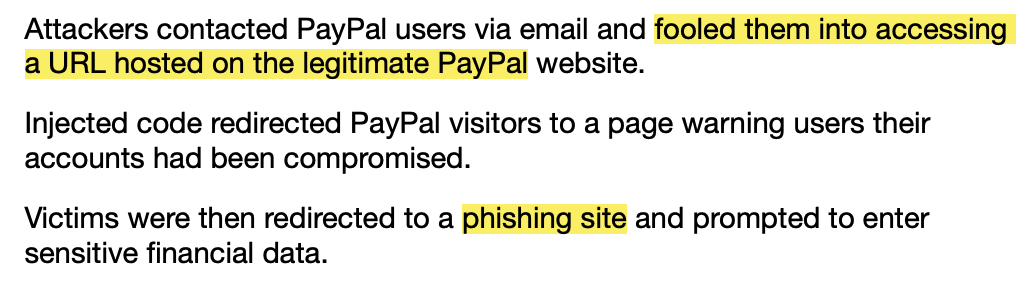 Attackers contacted PayPal users via email and fooled them into accessing
a URL hosted on the legitimate PayPal website.
Injected code redirected PayPal visitors to a page warning users their
accounts had been compromised.
Victims were then redirected to a phishing site and prompted to enter
sensitive financial data.